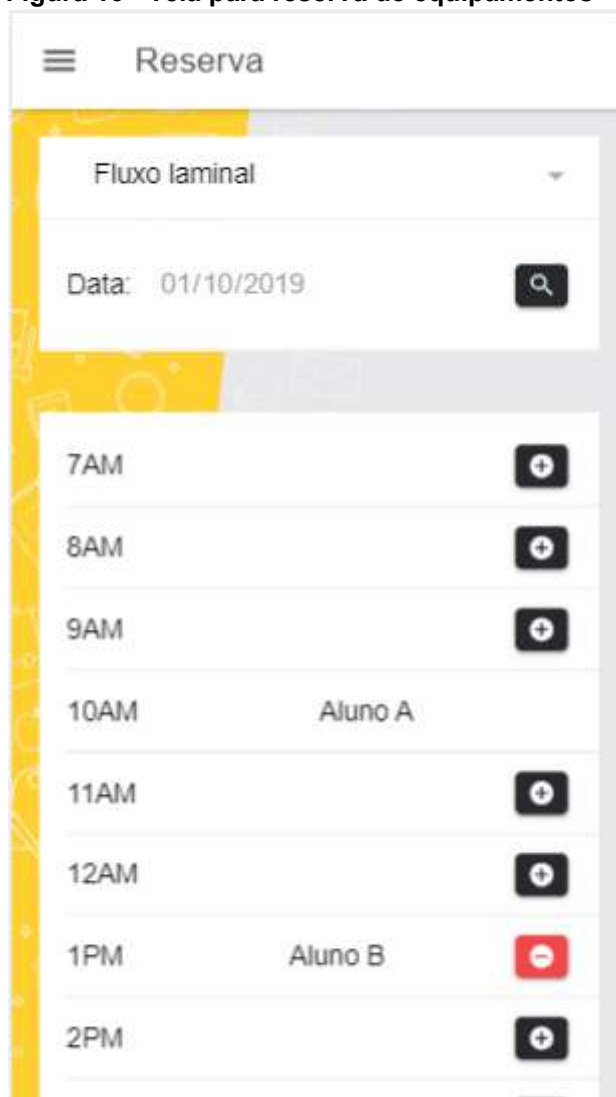 Reserva
Fluxo laminal
Data: 01/10/2019
7AM
8AM
9AM
10AM Aluno A
11AM
12AM
1PM Aluno B
2PM